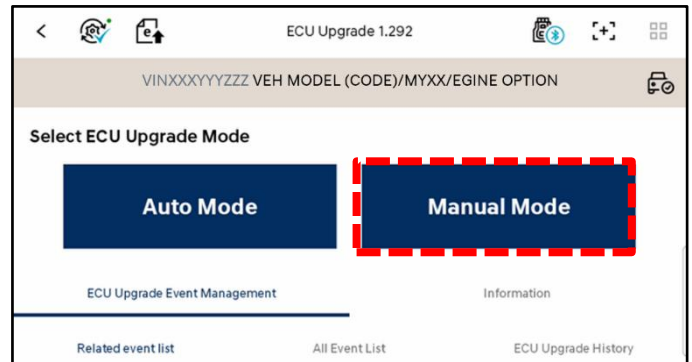 ECU Upgrade 1.292
VINXXXYYYZZZ VEH MODEL (CODE)/MYXX/EGINE OPTION
Select ECU Upgrade Mode
Auto Mode Manual Mode
ECU Upgrade Event Management Information
Related event list All Event List ECU Upgrade History